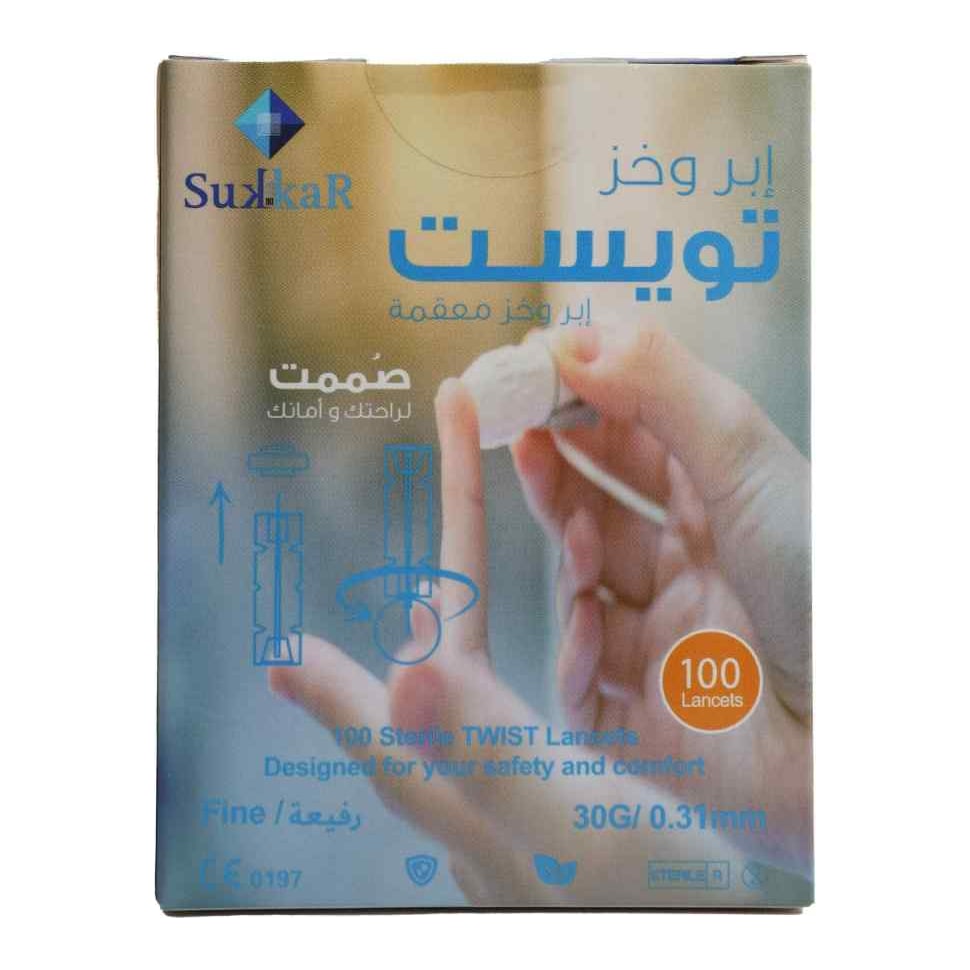 SukkaR
إبر وخز
تويست
إبر وخز معقمة
صُممت
لراحتك و أمانك
100
Lancets
100 Sterile TWIST Lancets
Designed for your safety and comfort
Fine / رفيعة
30G/ 0.31mm
CE 0197
STERILE R